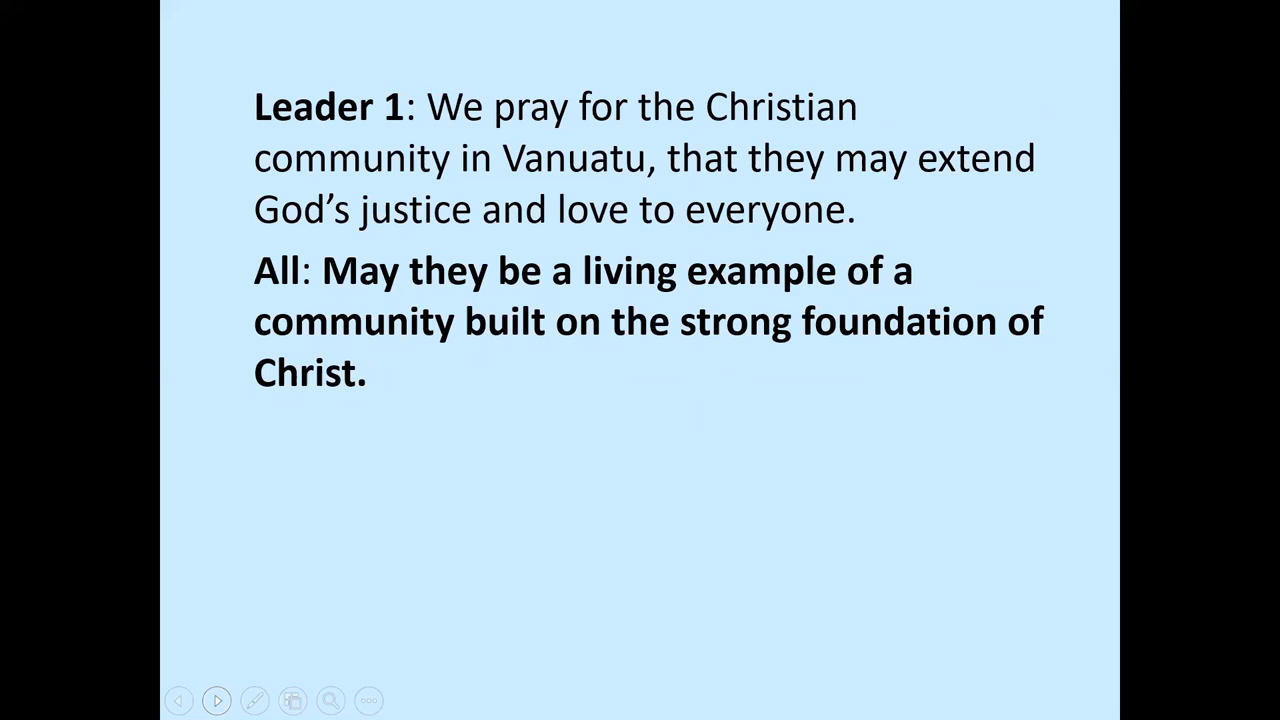 Leader 1: We pray for the Christian
community in Vanuatu, that they may extend
God’s justice and love to everyone.
All: May they be a living example of a
community built on the strong foundation of
Christ.